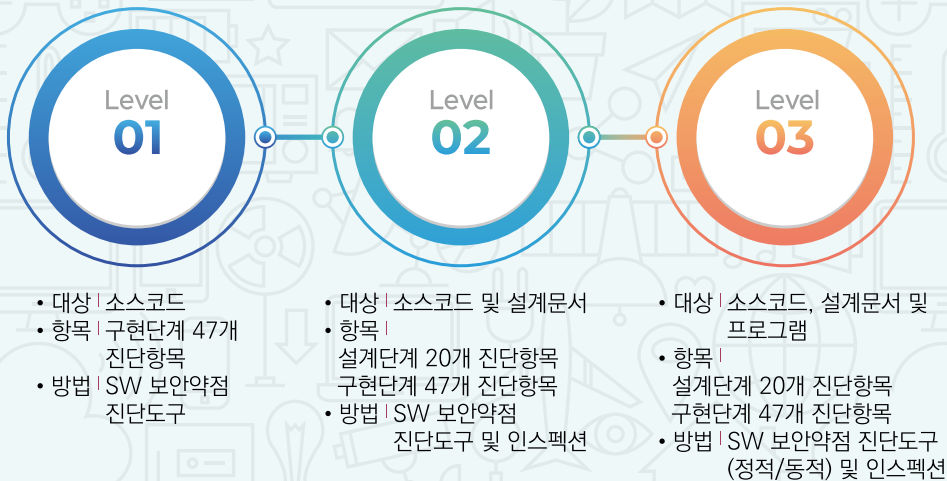 Level
01
• 대상 | 소스코드
• 항목 | 구현단계 47개
진단항목
• 방법 | SW 보안약점
진단도구
Level
02
• 대상 | 소스코드 및 설계문서
• 항목 |
설계단계 20개 진단항목
구현단계 47개 진단항목
• 방법 | SW 보안약점
진단도구 및 인스펙션
Level
03
• 대상 | 소스코드, 설계문서 및
프로그램
• 항목 |
설계단계 20개 진단항목
구현단계 47개 진단항목
• 방법 | SW 보안약점 진단도구
(정적/동적) 및 인스펙션